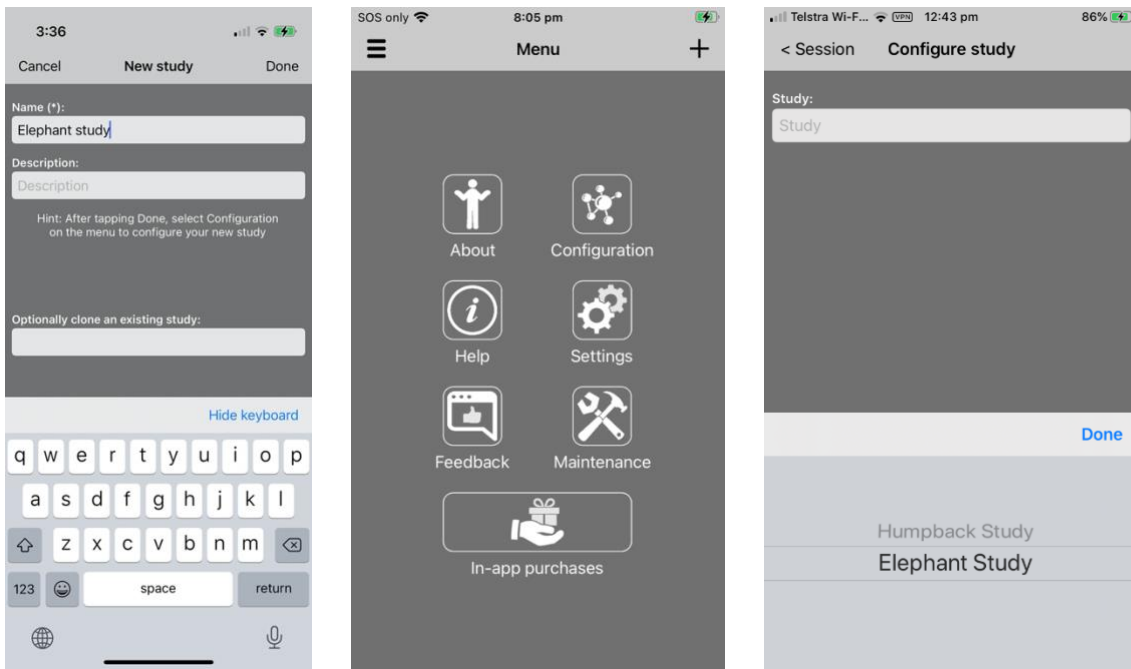 3:36
Cancel New study Done
Name (*):
Elephant study
Description:
Description
Hint: After tapping Done, select Configuration
on the menu to configure your new study
Optionally clone an existing study:
Hide keyboard
q w e r t y u i o p
a s d f g h j k l
z x c v b n m
123 space return
SOS only 8:05 pm
Menu +
About Configuration
i
Help Settings
Feedback Maintenance
In-app purchases
Telstra Wi-F... VPN 12:43 pm 86%
< Session Configure study
Study:
Study
Done
Humpback Study
Elephant Study